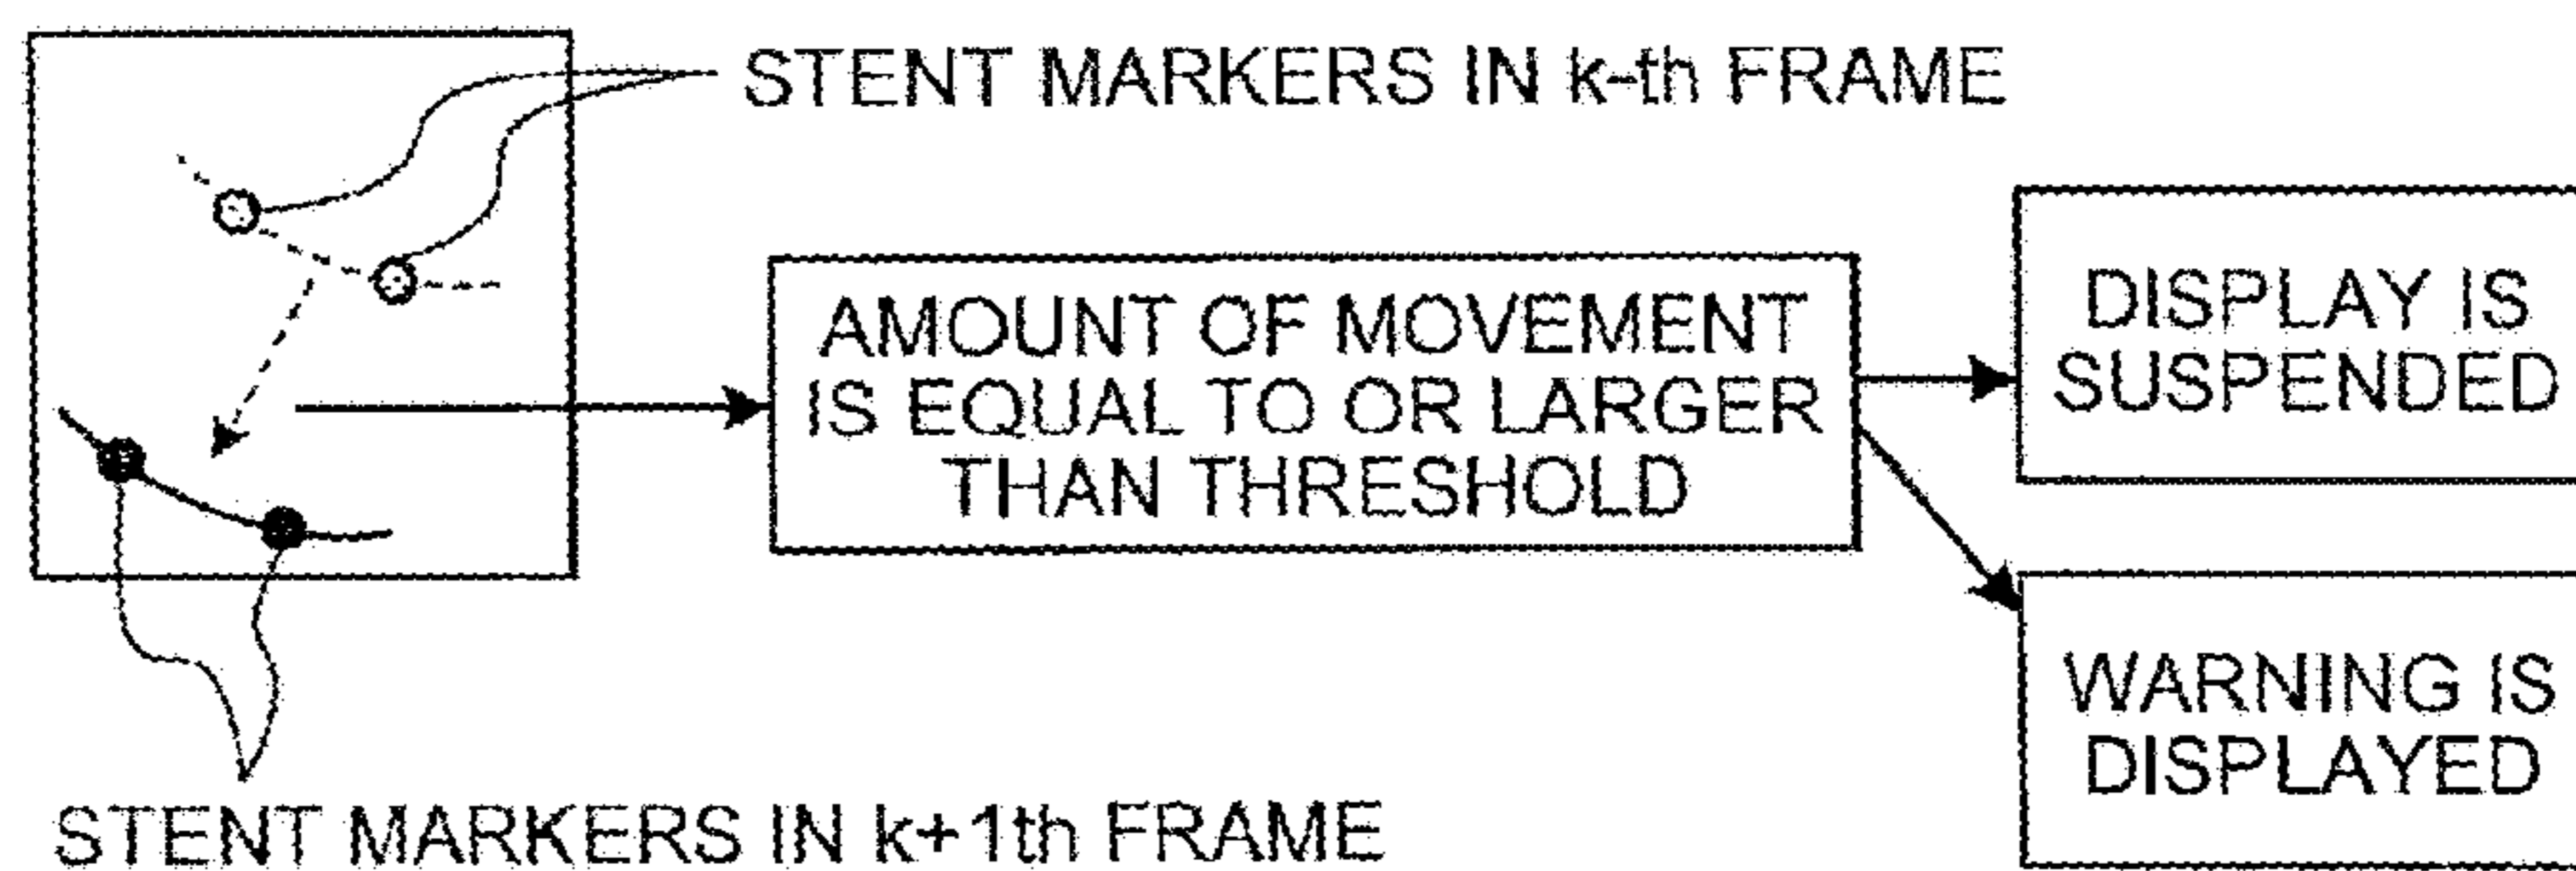 STENT MARKERS IN k-th FRAME
AMOUNT OF MOVEMENT
IS EQUAL TO OR LARGER
THAN THRESHOLD
DISPLAY IS
SUSPENDED
WARNING IS
DISPLAYED
STENT MARKERS IN k+1th FRAME